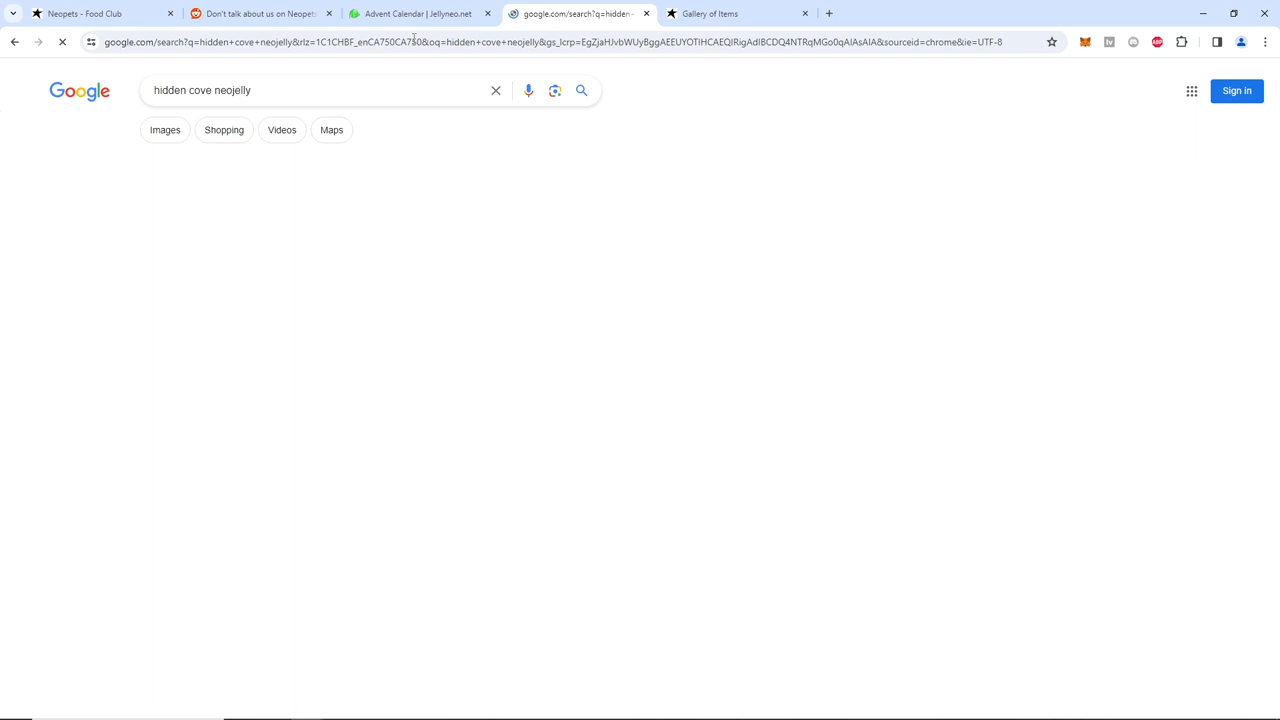 Neopets - Food Club
Don't talk about us on Neopets
Advent Calendar | Jellyneo.net
google.com/search?q=hidden-
Gallery of Items
google.com/search?q=hidden+cove+neojelly&rlz=1C1CHBF_enCA750CA750&oq=hidden+cove+neojelly&gs_lcrp=EgZjaHJvbWUyBggAEEUYOTIHCAEQIRigAdIBCDQ4NTRqMGo0qAIAsAIA&sourceid=chrome&ie=UTF-8
Jv
ABP
Google
hidden cove neojelly
Sign in
Images
Shopping
Videos
Maps